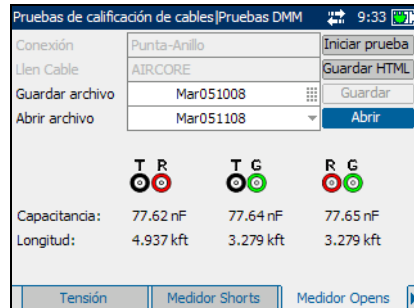 Pruebas de calificación de cables|Pruebas DMM 9:33
Conexión Punta-Anillo Iniciar prueba
Llen Cable AIRCORE Guardar HTML
Guardar archivo Mar051008 Guardar
Abrir archivo Mar051108 Abrir
T R T G R G
Capacitancia: 77.62 nF 77.64 nF 77.65 nF
Longitud: 4.937 kft 3.279 kft 3.279 kft
Tensión Medidor Shorts Medidor Opens